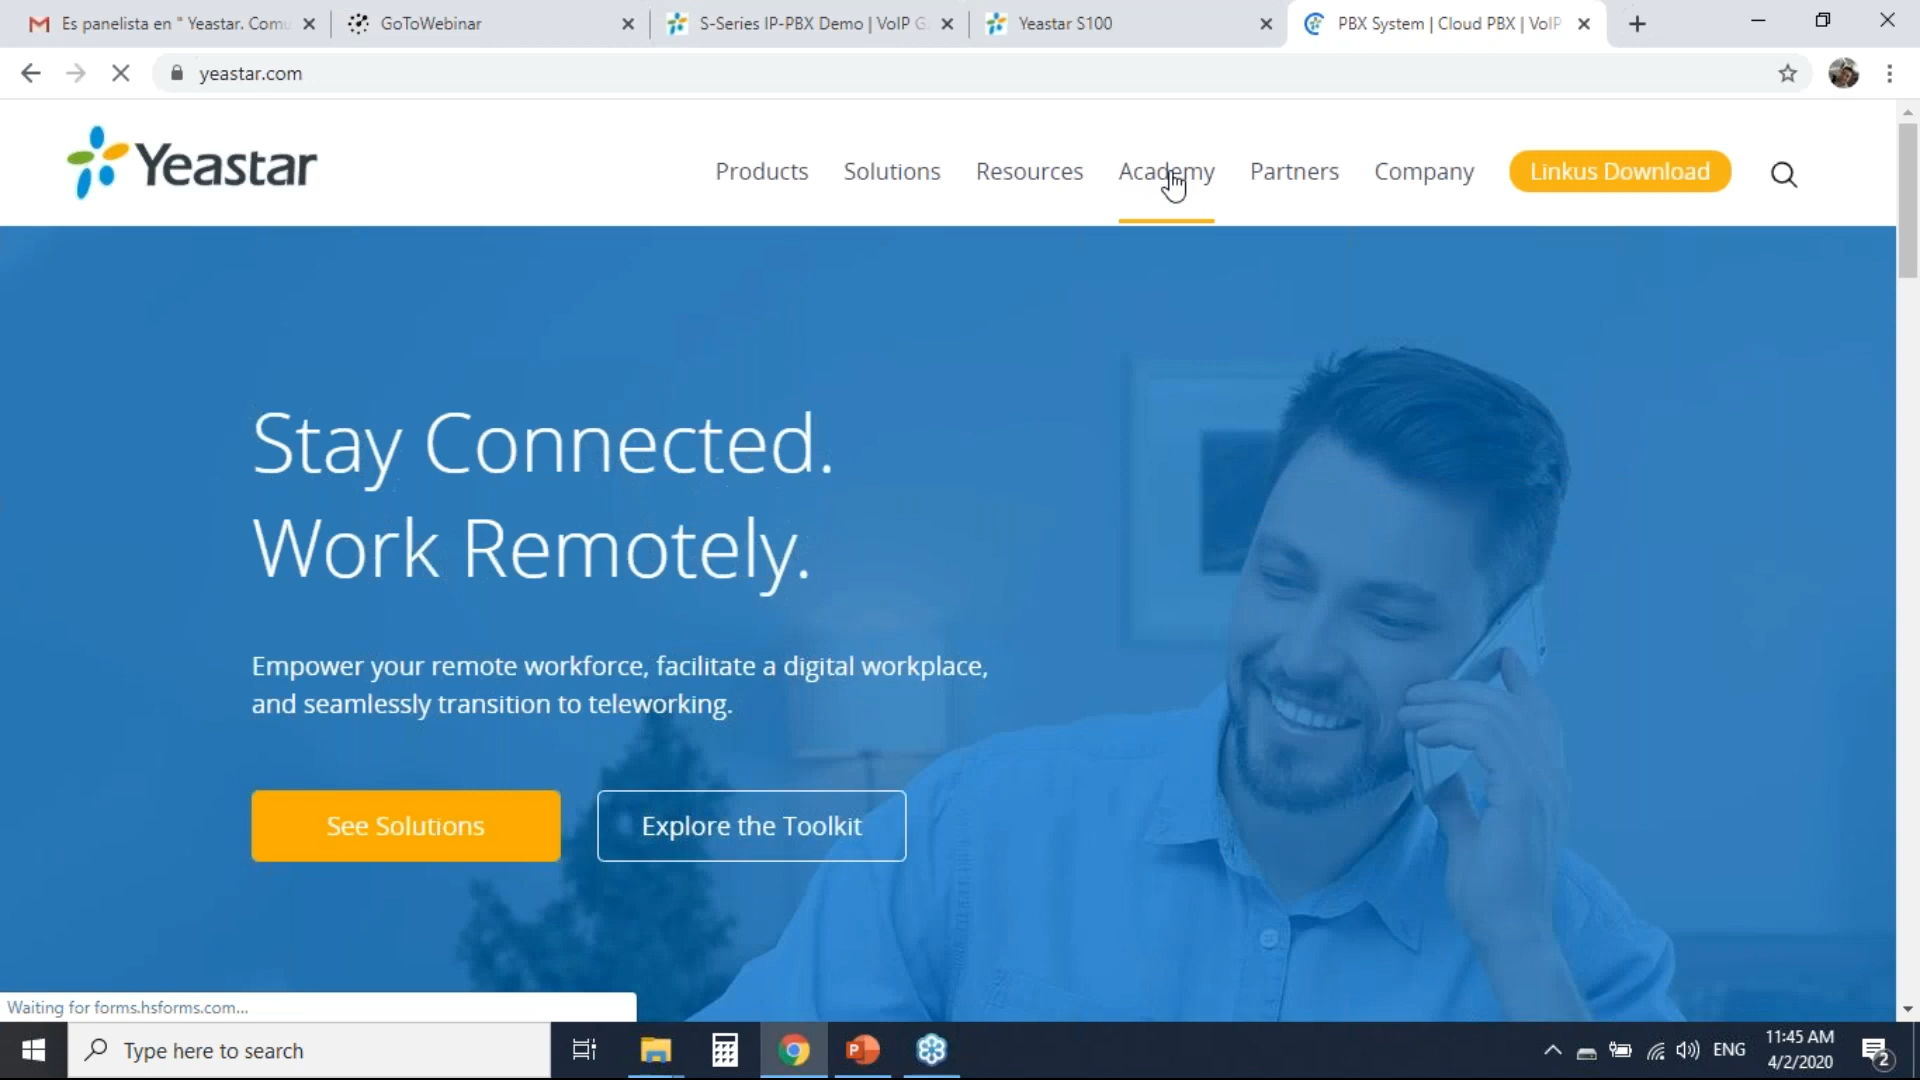 Es panelista en " Yeastar. Comu
GoToWebinar
S-Series IP-PBX Demo | VoIP G
Yeastar S100
PBX System | Cloud PBX | VoIP
yeastar.com
Yeastar
Products
Solutions
Resources
Academy
Partners
Company
Linkus Download
Stay Connected.
Work Remotely.
Empower your remote workforce, facilitate a digital workplace,
and seamlessly transition to teleworking.
See Solutions
Explore the Toolkit
Waiting for forms.hsforms.com...
Type here to search
ENG
11:45 AM
4/2/2020
2